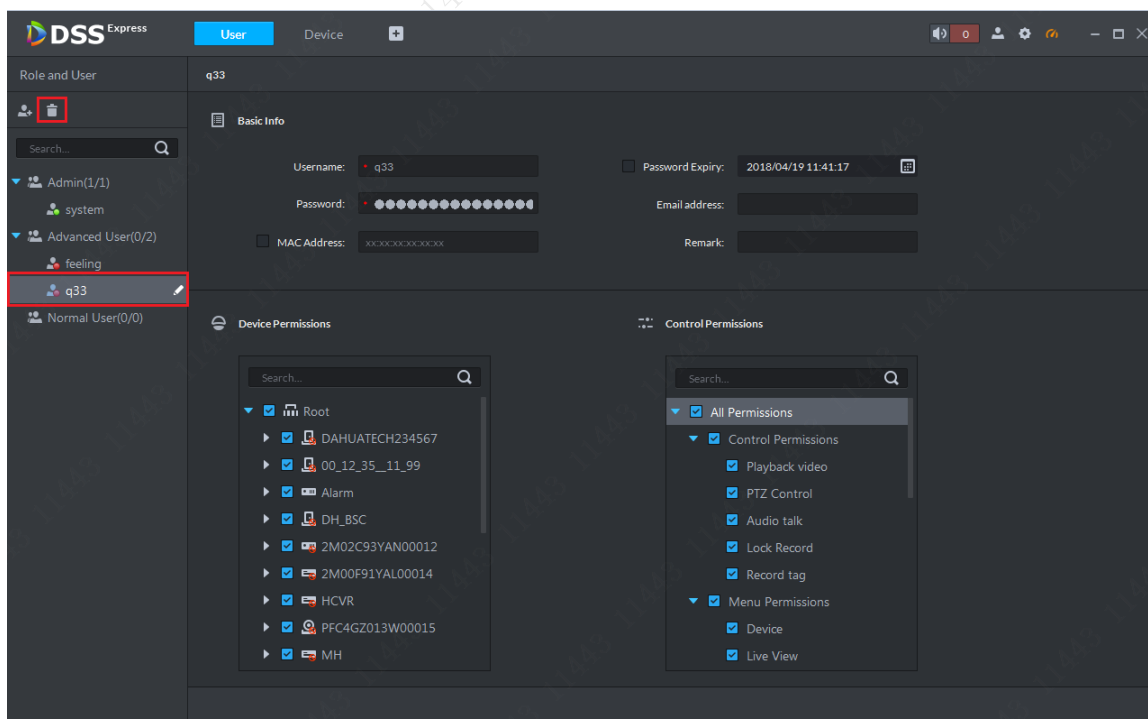 DSS Express
User
Device
0
Role and User
q33
Search...
Admin(1/1)
system
Advanced User(0/2)
feeling
q33
Normal User(0/0)
Basic Info
Username: * q33
Password: * ●●●●●●●●●●●●●●●
MAC Address: xx:xx:xx:xx:xx:xx
Password Expiry: 2018/04/19 11:41:17
Email address:
Remark:
Device Permissions
Search...
Root
DAHUATECH234567
00_12_35__11_99
Alarm
DH_BSC
2M02C93YAN00012
2M00F91YAL00014
HCVR
PFC4GZ013W00015
MH
Control Permissions
Search...
All Permissions
Control Permissions
Playback video
PTZ Control
Audio talk
Lock Record
Record tag
Menu Permissions
Device
Live View